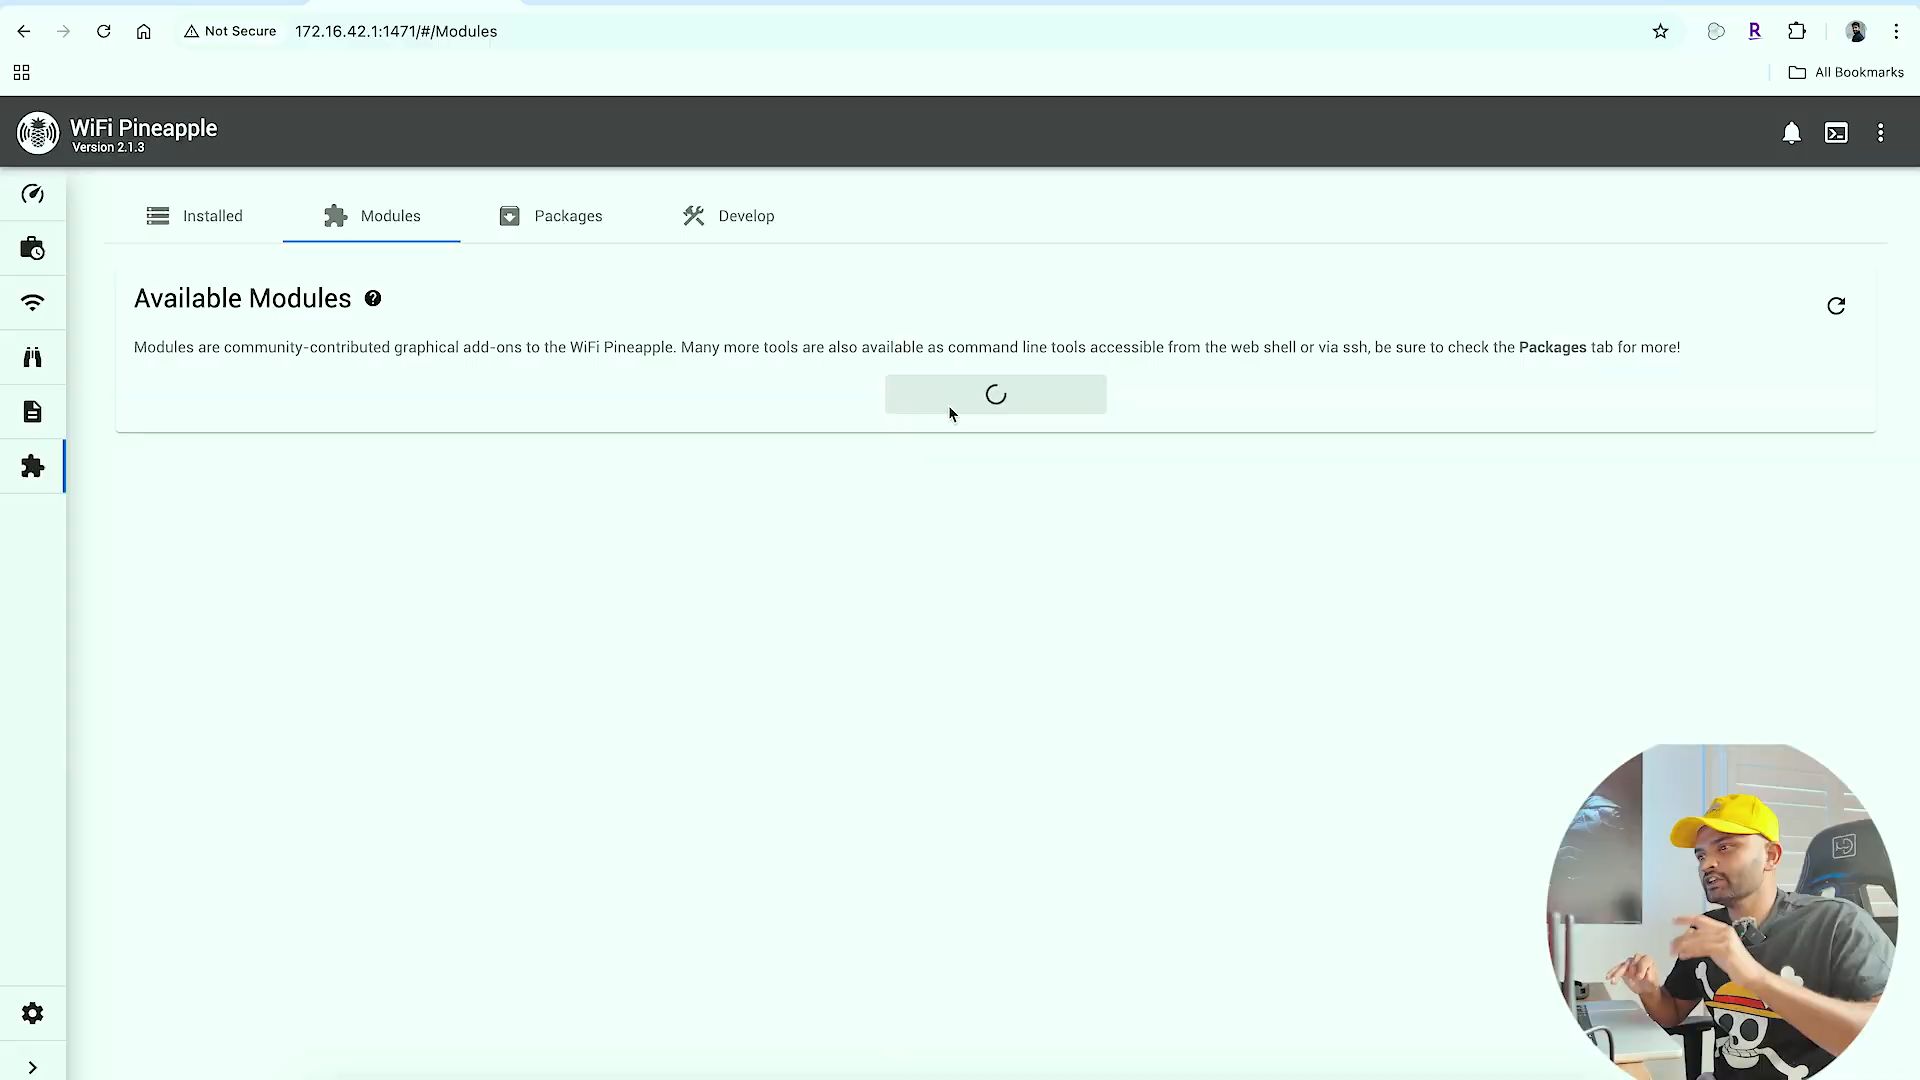 Not Secure 172.16.42.1:1471/#/Modules
R
All Bookmarks
WiFi Pineapple
Version 2.1.3
Installed Modules Packages Develop
Available Modules
Modules are community-contributed graphical add-ons to the WiFi Pineapple. Many more tools are also available as command line tools accessible from the web shell or via ssh, be sure to check the Packages tab for more!